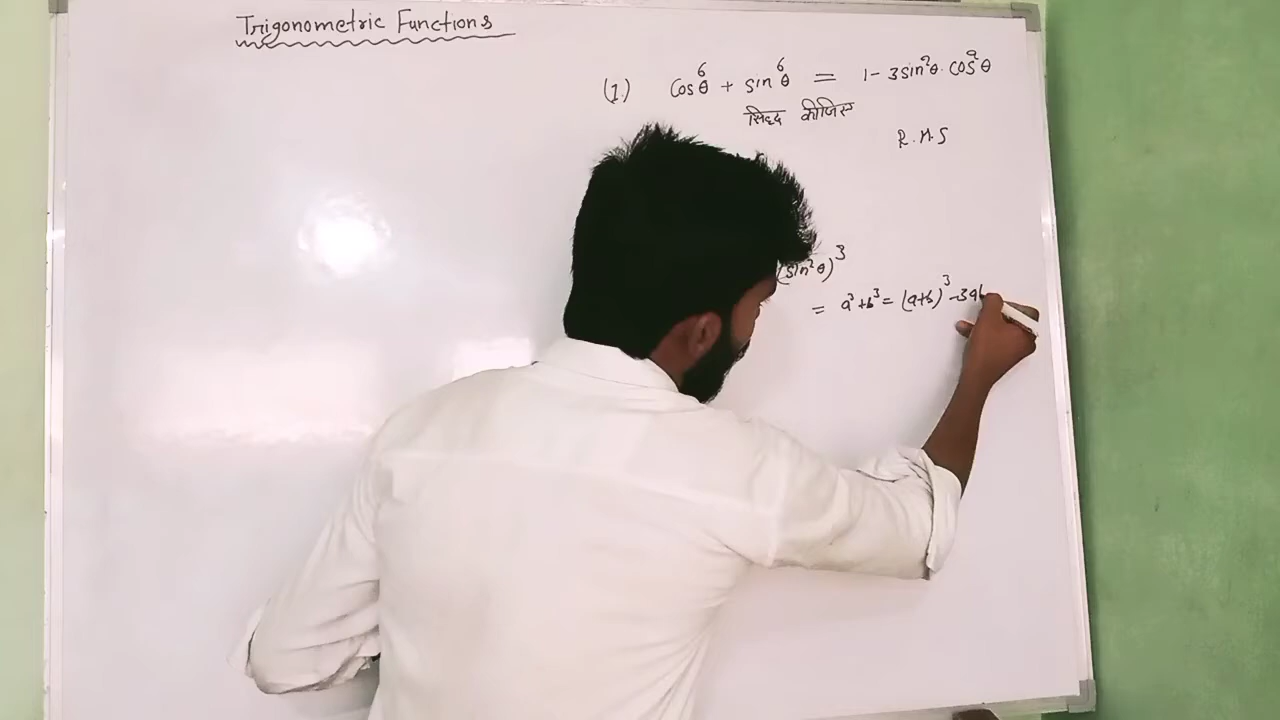 Trigonometric Functions
(1.) cos⁶θ + sin⁶θ = 1 - 3sin²θ. cos²θ
सिद्ध कीजिए
R.H.S
(sin²θ)³
= a³+b³ = (a+b)³-3ab